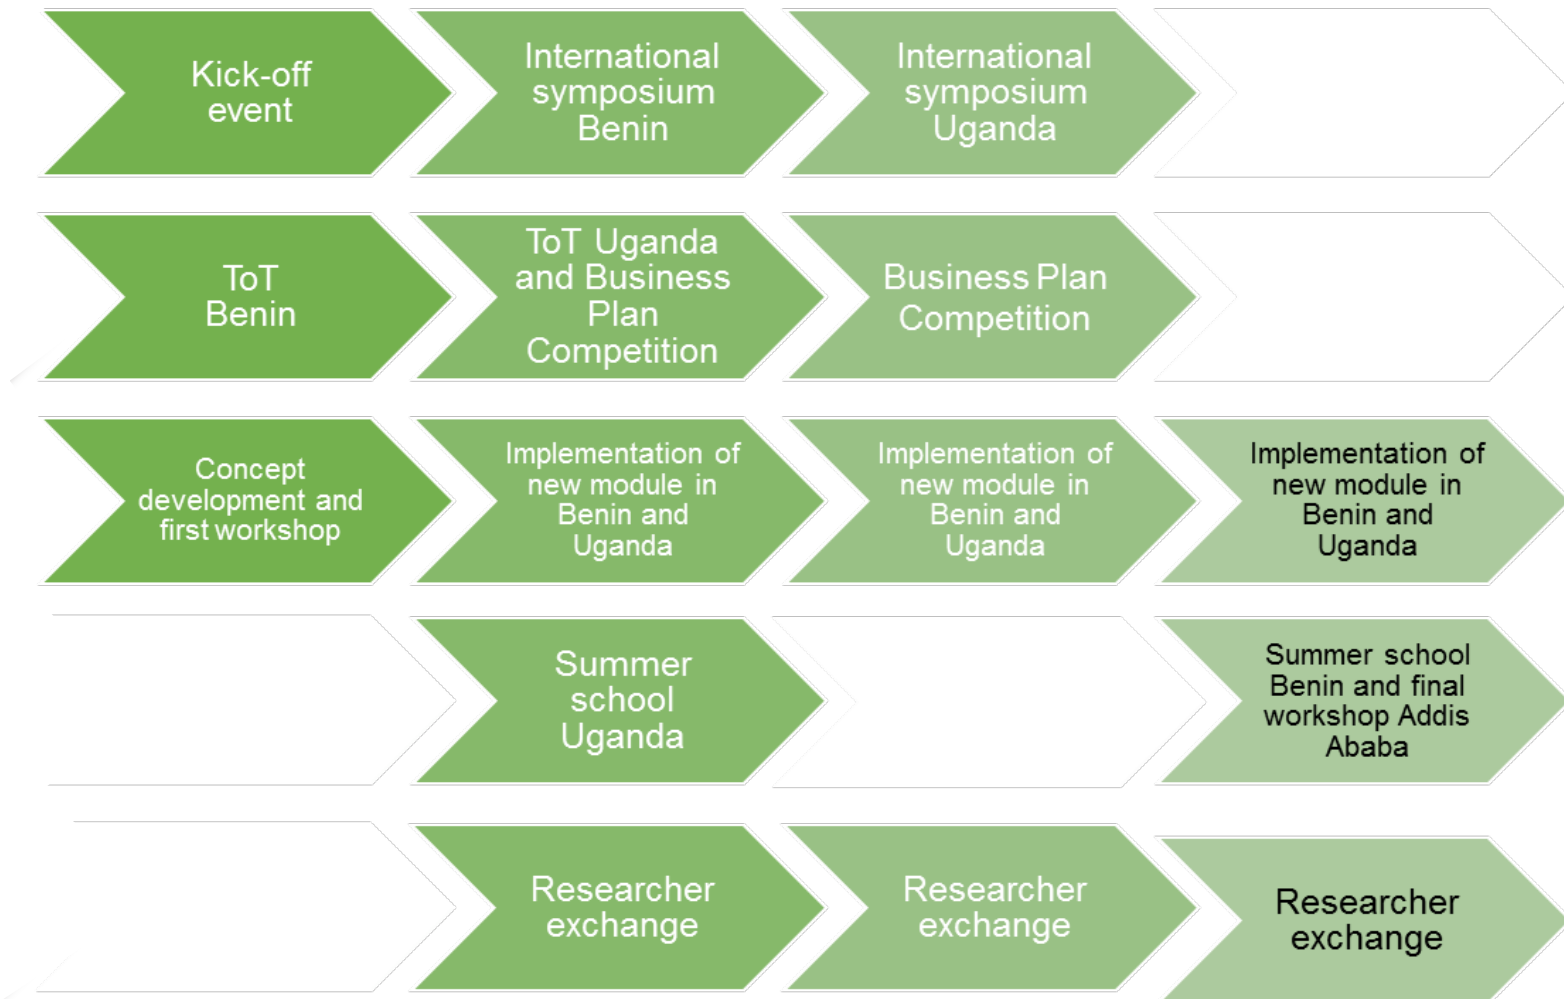 Kick-off
event
International
symposium
Benin
International
symposium
Uganda
ToT
Benin
ToT Uganda
and Business
Plan
Competition
Business Plan
Competition
Concept
development and
first workshop
Implementation of
new module in
Benin and
Uganda
Implementation of
new module in
Benin and
Uganda
Implementation of
new module in
Benin and
Uganda
Summer
school
Uganda
Summer school
Benin and final
workshop Addis
Ababa
Researcher
exchange
Researcher
exchange
Researcher
exchange